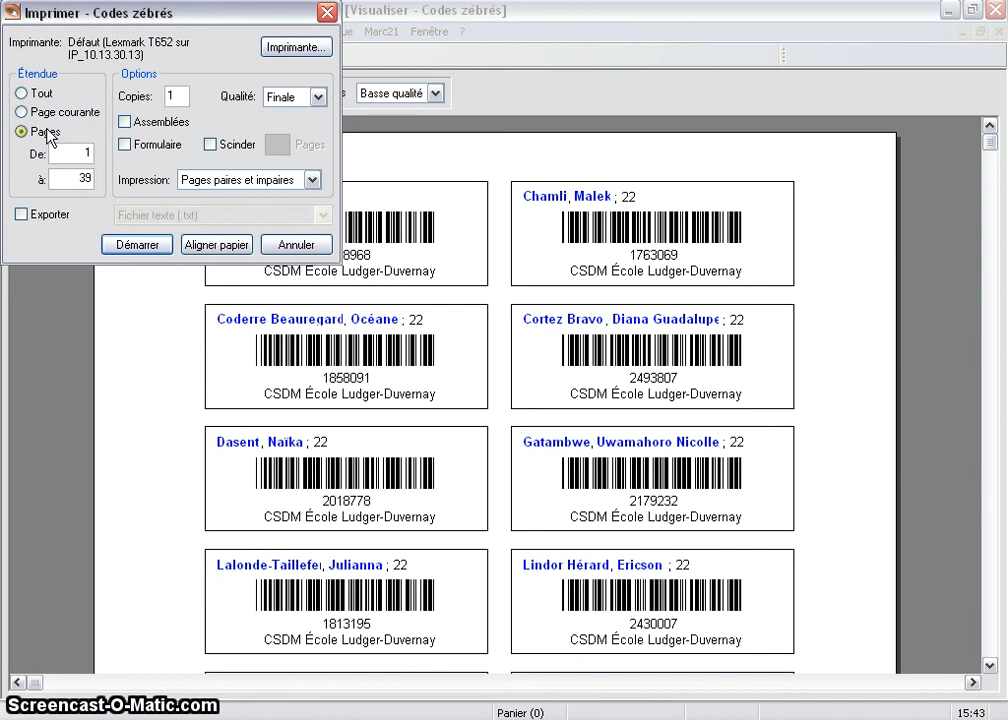 Imprimer - Codes zébrés
[Visualiser - Codes zébrés]
Marc21 Fenêtre ?
Imprimante: Défaut (Lexmark T652 sur
IP_10.13.30.13)
Imprimante...
Étendue
Tout
Page courante
Pages
De: 1
à: 39
Options
Copies: 1 Qualité: Finale
Assemblées
Formulaire Scinder Pages
Impression: Pages paires et impaires
Exporter Fichier texte (.txt)
Démarrer Aligner papier Annuler
Basse qualité
8968
CSDM École Ludger-Duvernay
Chamli, Malek ; 22
1763069
CSDM École Ludger-Duvernay
Coderre Beauregard, Océane ; 22
1858091
CSDM École Ludger-Duvernay
Cortez Bravo, Diana Guadalupe ; 22
2493807
CSDM École Ludger-Duvernay
Dasent, Naïka ; 22
2018778
CSDM École Ludger-Duvernay
Gatambwe, Uwamahoro Nicolle ; 22
2179232
CSDM École Ludger-Duvernay
Lalonde-Taillefer, Julianna ; 22
1813195
CSDM École Ludger-Duvernay
Lindor Hérard, Ericson ; 22
2430007
CSDM École Ludger-Duvernay
Screencast-O-Matic.com
Panier (0)
15:43